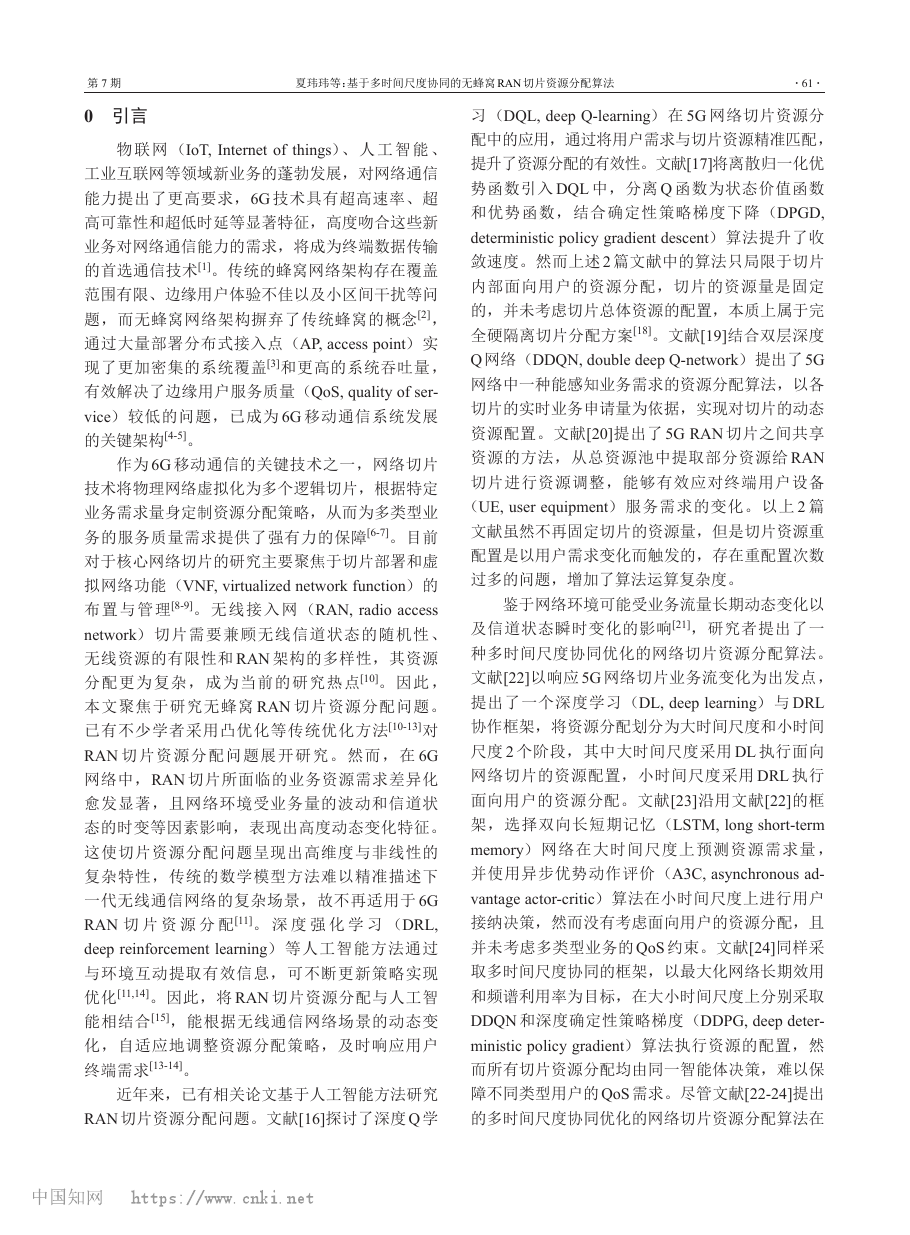 第 7 期
夏玮玮等：基于多时间尺度协同的无蜂窝 RAN 切片资源分配算法
· 61 ·
0 引言
物联网（IoT, Internet of things）、人工智能、
工业互联网等领域新业务的蓬勃发展，对网络通信
能力提出了更高要求，6G 技术具有超高速率、超
高可靠性和超低时延等显著特征，高度吻合这些新
业务对网络通信能力的需求，将成为终端数据传输
的首选通信技术[1]。传统的蜂窝网络架构存在覆盖
范围有限、边缘用户体验不佳以及小区间干扰等问
题，而无蜂窝网络架构摒弃了传统蜂窝的概念[2]，
通过大量部署分布式接入点（AP, access point）实
现了更加密集的系统覆盖[3]和更高的系统吞吐量，
有效解决了边缘用户服务质量（QoS, quality of ser-
vice）较低的问题，已成为 6G 移动通信系统发展
的关键架构[4-5]。
作为 6G 移动通信的关键技术之一，网络切片
技术将物理网络虚拟化为多个逻辑切片，根据特定
业务需求量身定制资源分配策略，从而为多类型业
务的服务质量需求提供了强有力的保障[6-7]。目前
对于核心网络切片的研究主要聚焦于切片部署和虚
拟网络功能（VNF, virtualized network function）的
布置与管理[8-9]。无线接入网（RAN, radio access
network）切片需要兼顾无线信道状态的随机性、
无线资源的有限性和 RAN 架构的多样性，其资源
分配更为复杂，成为当前的研究热点[10]。因此，
本文聚焦于研究无蜂窝 RAN 切片资源分配问题。
已有不少学者采用凸优化等传统优化方法[10-13]对
RAN 切片资源分配问题展开研究。然而，在 6G
网络中，RAN 切片所面临的业务资源需求差异化
愈发显著，且网络环境受业务量的波动和信道状
态的时变等因素影响，表现出高度动态变化特征。
这使切片资源分配问题呈现出高维度与非线性的
复杂特性，传统的数学模型方法难以精准描述下
一代无线通信网络的复杂场景，故不再适用于 6G
RAN 切片资源分配[11]。深度强化学习（DRL,
deep reinforcement learning）等人工智能方法通过
与环境互动提取有效信息，可不断更新策略实现
优化[11,14]。因此，将 RAN 切片资源分配与人工智
能相结合[15]，能根据无线通信网络场景的动态变
化，自适应地调整资源分配策略，及时响应用户
终端需求[13-14]。
近年来，已有相关论文基于人工智能方法研究
RAN 切片资源分配问题。文献[16]探讨了深度 Q 学
习（DQL, deep Q-learning）在 5G 网络切片资源分
配中的应用，通过将用户需求与切片资源精准匹配，
提升了资源分配的有效性。文献[17]将离散归一化优
势函数引入 DQL 中，分离 Q 函数为状态价值函数
和优势函数，结合确定性策略梯度下降（DPGD,
deterministic policy gradient descent）算法提升了收
敛速度。然而上述 2 篇文献中的算法只局限于切片
内部面向用户的资源分配，切片的资源量是固定
的，并未考虑切片总体资源的配置，本质上属于完
全硬隔离切片分配方案[18]。文献[19]结合双层深度
Q 网络（DDQN, double deep Q-network）提出了 5G
网络中一种能感知业务需求的资源分配算法，以各
切片的实时业务申请量为依据，实现对切片的动态
资源配置。文献[20]提出了 5G RAN 切片之间共享
资源的方法，从总资源池中提取部分资源给 RAN
切片进行资源调整，能够有效应对终端用户设备
（UE, user equipment）服务需求的变化。以上 2 篇
文献虽然不再固定切片的资源量，但是切片资源重
配置是以用户需求变化而触发的，存在重配置次数
过多的问题，增加了算法运算复杂度。
鉴于网络环境可能受业务流量长期动态变化以
及信道状态瞬时变化的影响[21]，研究者提出了一
种多时间尺度协同优化的网络切片资源分配算法。
文献[22]以响应 5G 网络切片业务流变化为出发点，
提出了一个深度学习（DL, deep learning）与 DRL
协作框架，将资源分配划分为大时间尺度和小时间
尺度 2 个阶段，其中大时间尺度采用 DL 执行面向
网络切片的资源配置，小时间尺度采用 DRL 执行
面向用户的资源分配。文献[23]沿用文献[22]的框
架，选择双向长短期记忆（LSTM, long short-term
memory）网络在大时间尺度上预测资源需求量，
并使用异步优势动作评价（A3C, asynchronous ad-
vantage actor-critic）算法在小时间尺度上进行用户
接纳决策，然而没有考虑面向用户的资源分配，且
并未考虑多类型业务的 QoS 约束。文献[24]同样采
取多时间尺度协同的框架，以最大化网络长期效用
和频谱利用率为目标，在大小时间尺度上分别采取
DDQN 和深度确定性策略梯度（DDPG, deep deter-
ministic policy gradient）算法执行资源的配置，然
而所有切片资源分配均由同一智能体决策，难以保
障不同类型用户的 QoS 需求。尽管文献[22-24]提出
的多时间尺度协同优化的网络切片资源分配算法在
中国知网 https://www.cnki.net